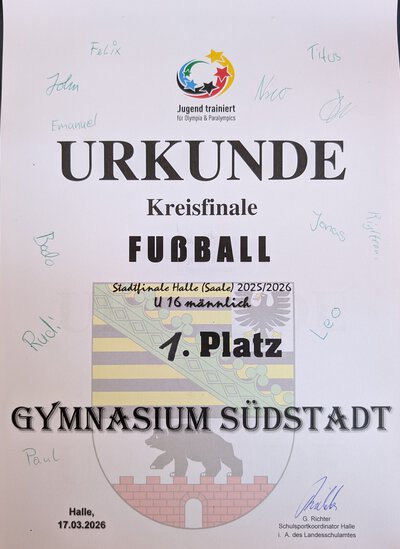 Felix
Titus
John
Nico
Jugend trainiert
für Olympia & Paralympics
Emanuel
URKUNDE
Kreisfinale
Jonas
FUßBALL
Bado
Stadtfinale Halle (Saale) 2025/2026
U 16 männlich
Rudi
Leo
1. Platz
GYMNASIUM SÜDSTADT
Paul
Halle,
17.03.2026
G. Richter
Schulsportkoordinator Halle
i. A. des Landesschulamtes